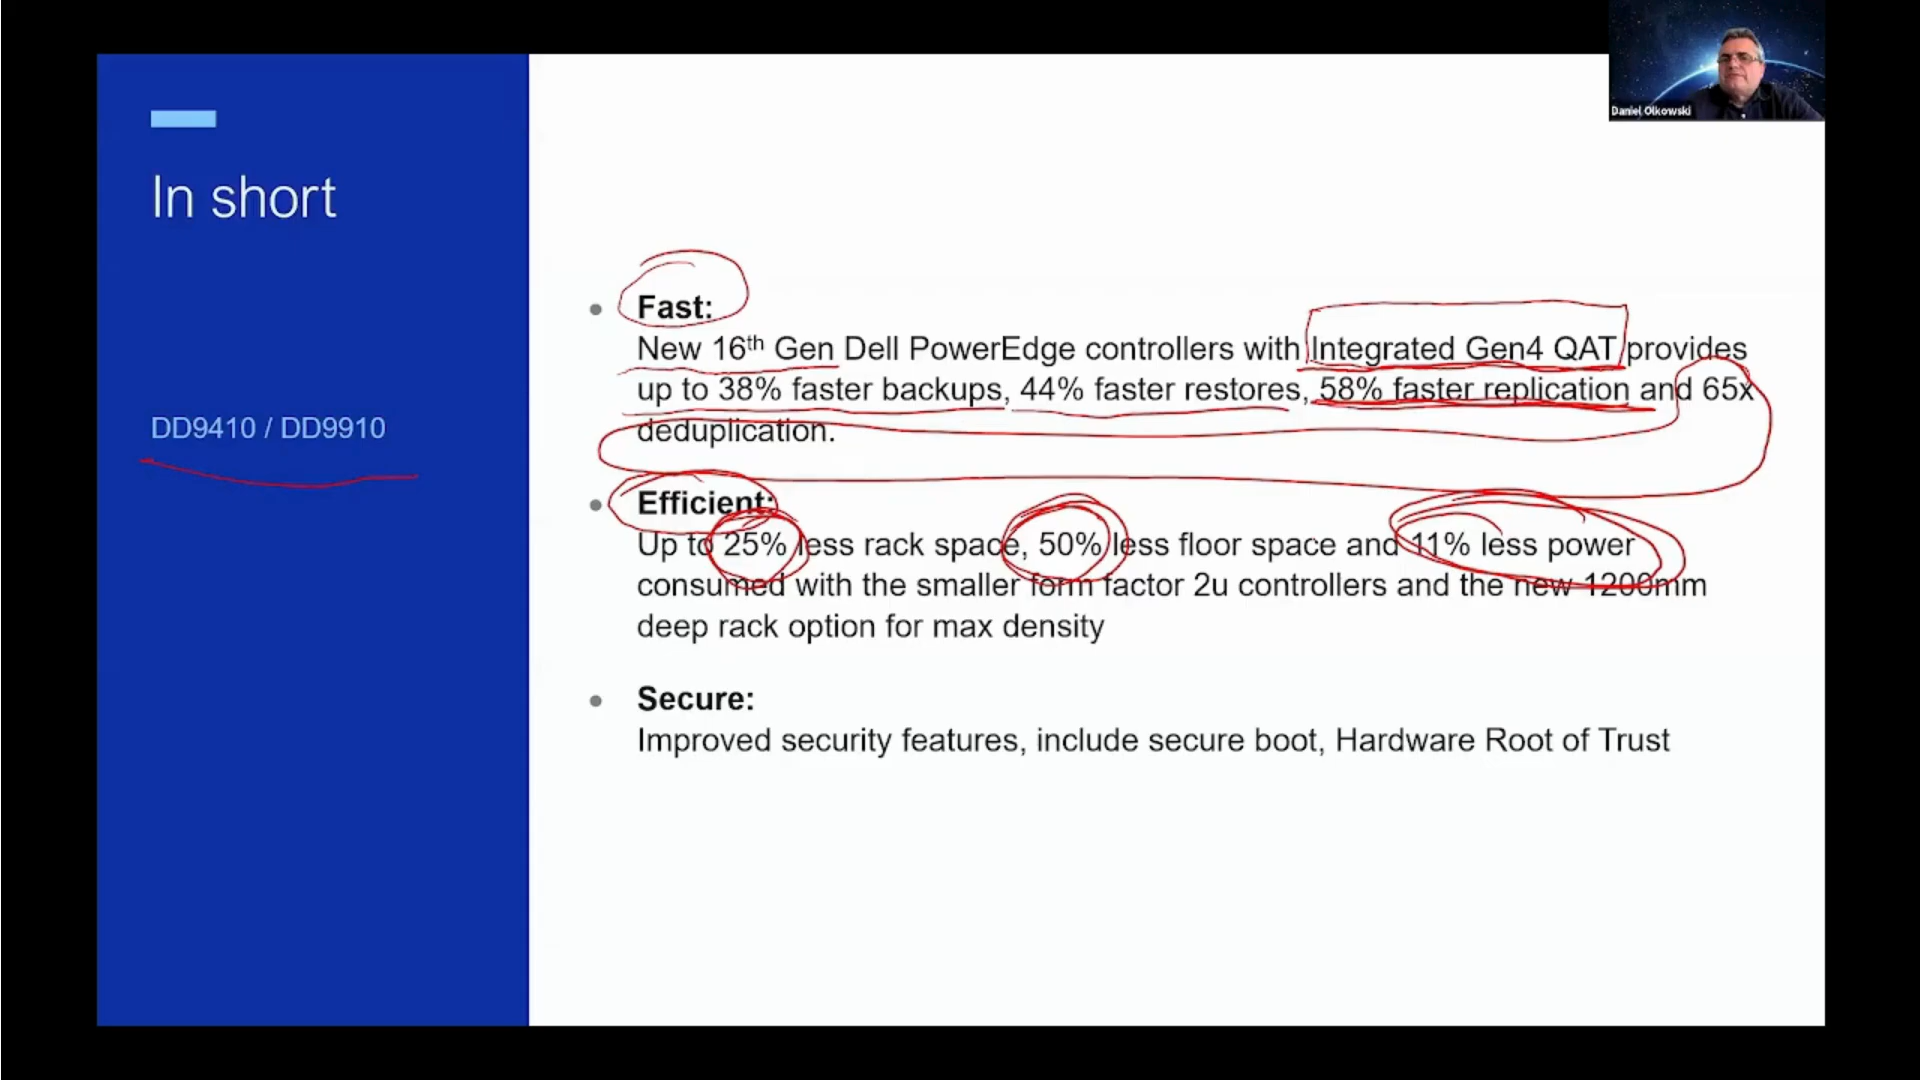 Daniel Olkowski
In short
DD9410 / DD9910
Fast:
New 16th Gen Dell PowerEdge controllers with Integrated Gen4 QAT provides
up to 38% faster backups, 44% faster restores, 58% faster replication and 65x
deduplication.
Efficient:
Up to 25% less rack space, 50% less floor space and 11% less power
consumed with the smaller form factor 2u controllers and the new 1200mm
deep rack option for max density
Secure:
Improved security features, include secure boot, Hardware Root of Trust